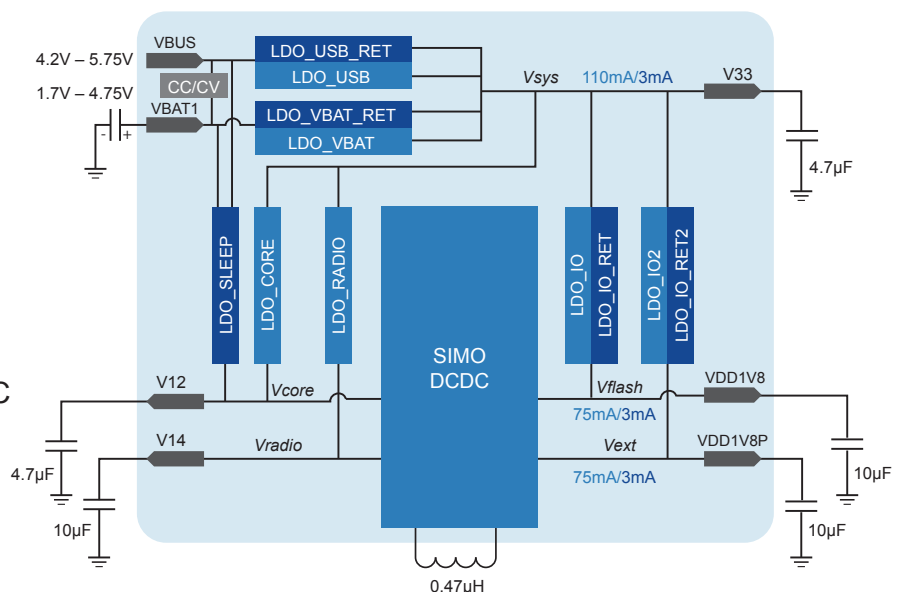 VBUS
4.2V – 5.75V
LDO_USB_RET
LDO_USB
CC/CV
Vsys
110mA/3mA
V33
1.7V – 4.75V
VBAT1
- +
LDO_VBAT_RET
LDO_VBAT
4.7µF
LDO_SLEEP
LDO_CORE
LDO_RADIO
LDO_IO
LDO_IO_RET
LDO_IO2
LDO_IO_RET2
SIMO
DCDC
C
V12
Vcore
Vflash
VDD1V8
75mA/3mA
V14
Vradio
Vext
VDD1V8P
75mA/3mA
4.7µF
10µF
10µF
10µF
0.47µH